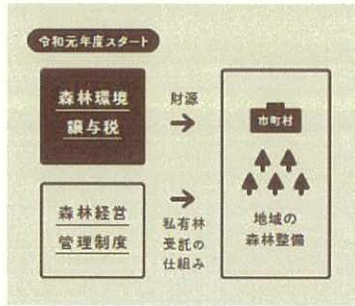 令和元年度スタート
森林環境
譲与税
財源
市町村
地域の
森林整備
森林経営
管理制度
私有林
受託の
仕組み